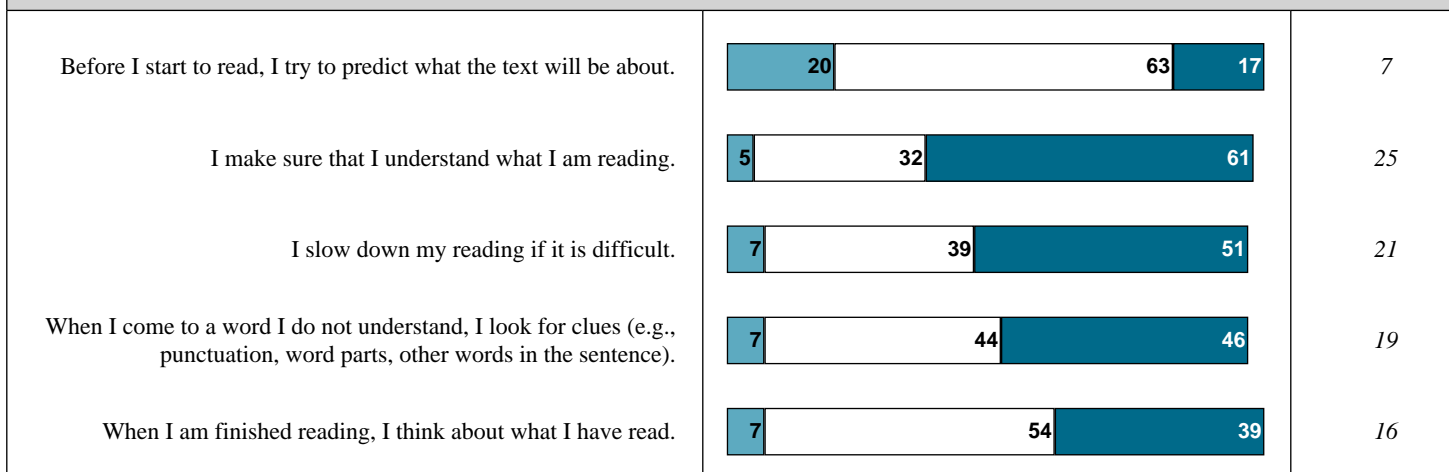 Before I start to read, I try to predict what the text will be about.
20 63 17
7
I make sure that I understand what I am reading.
5 32 61
25
I slow down my reading if it is difficult.
7 39 51
21
When I come to a word I do not understand, I look for clues (e.g.,
punctuation, word parts, other words in the sentence).
7 44 46
19
When I am finished reading, I think about what I have read.
7 54 39
16